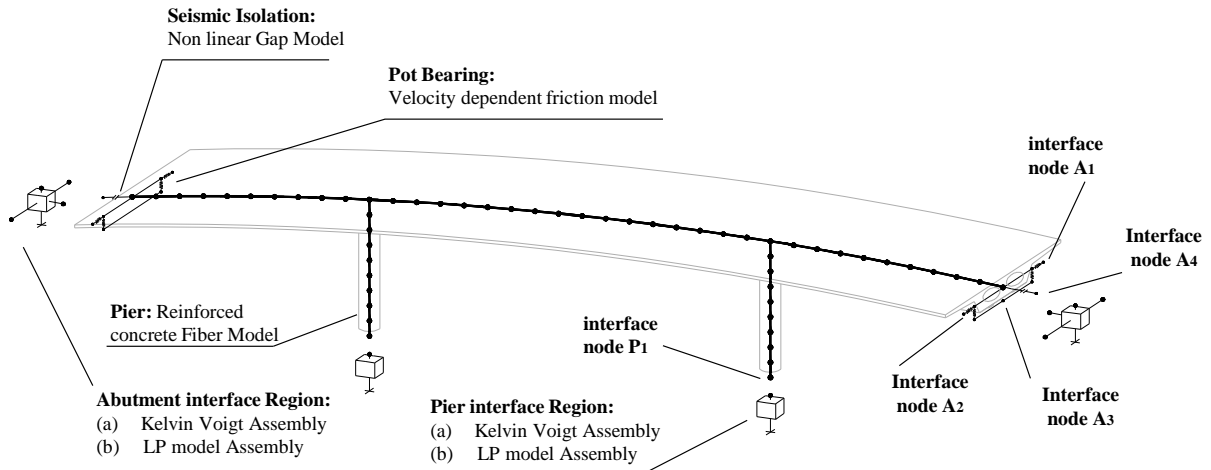 Seismic Isolation:
Non linear Gap Model
Pot Bearing:
Velocity dependent friction model
interface
node A1
Interface
node A4
Pier: Reinforced
concrete Fiber Model
interface
node P1
Interface
node A2
Interface
node A3
Abutment interface Region:
(a) Kelvin Voigt Assembly
(b) LP model Assembly
Pier interface Region:
(a) Kelvin Voigt Assembly
(b) LP model Assembly